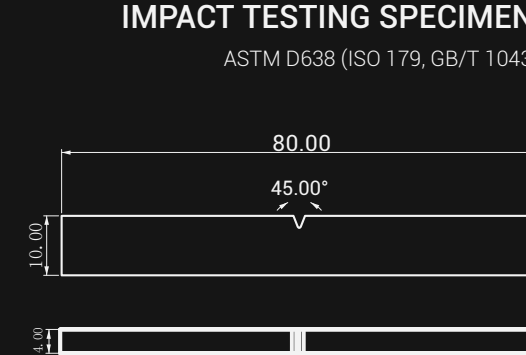 IMPACT TESTING SPECIMEN
ASTM D638 (ISO 179, GB/T 1043
80.00
45.00°
10.00
4.00